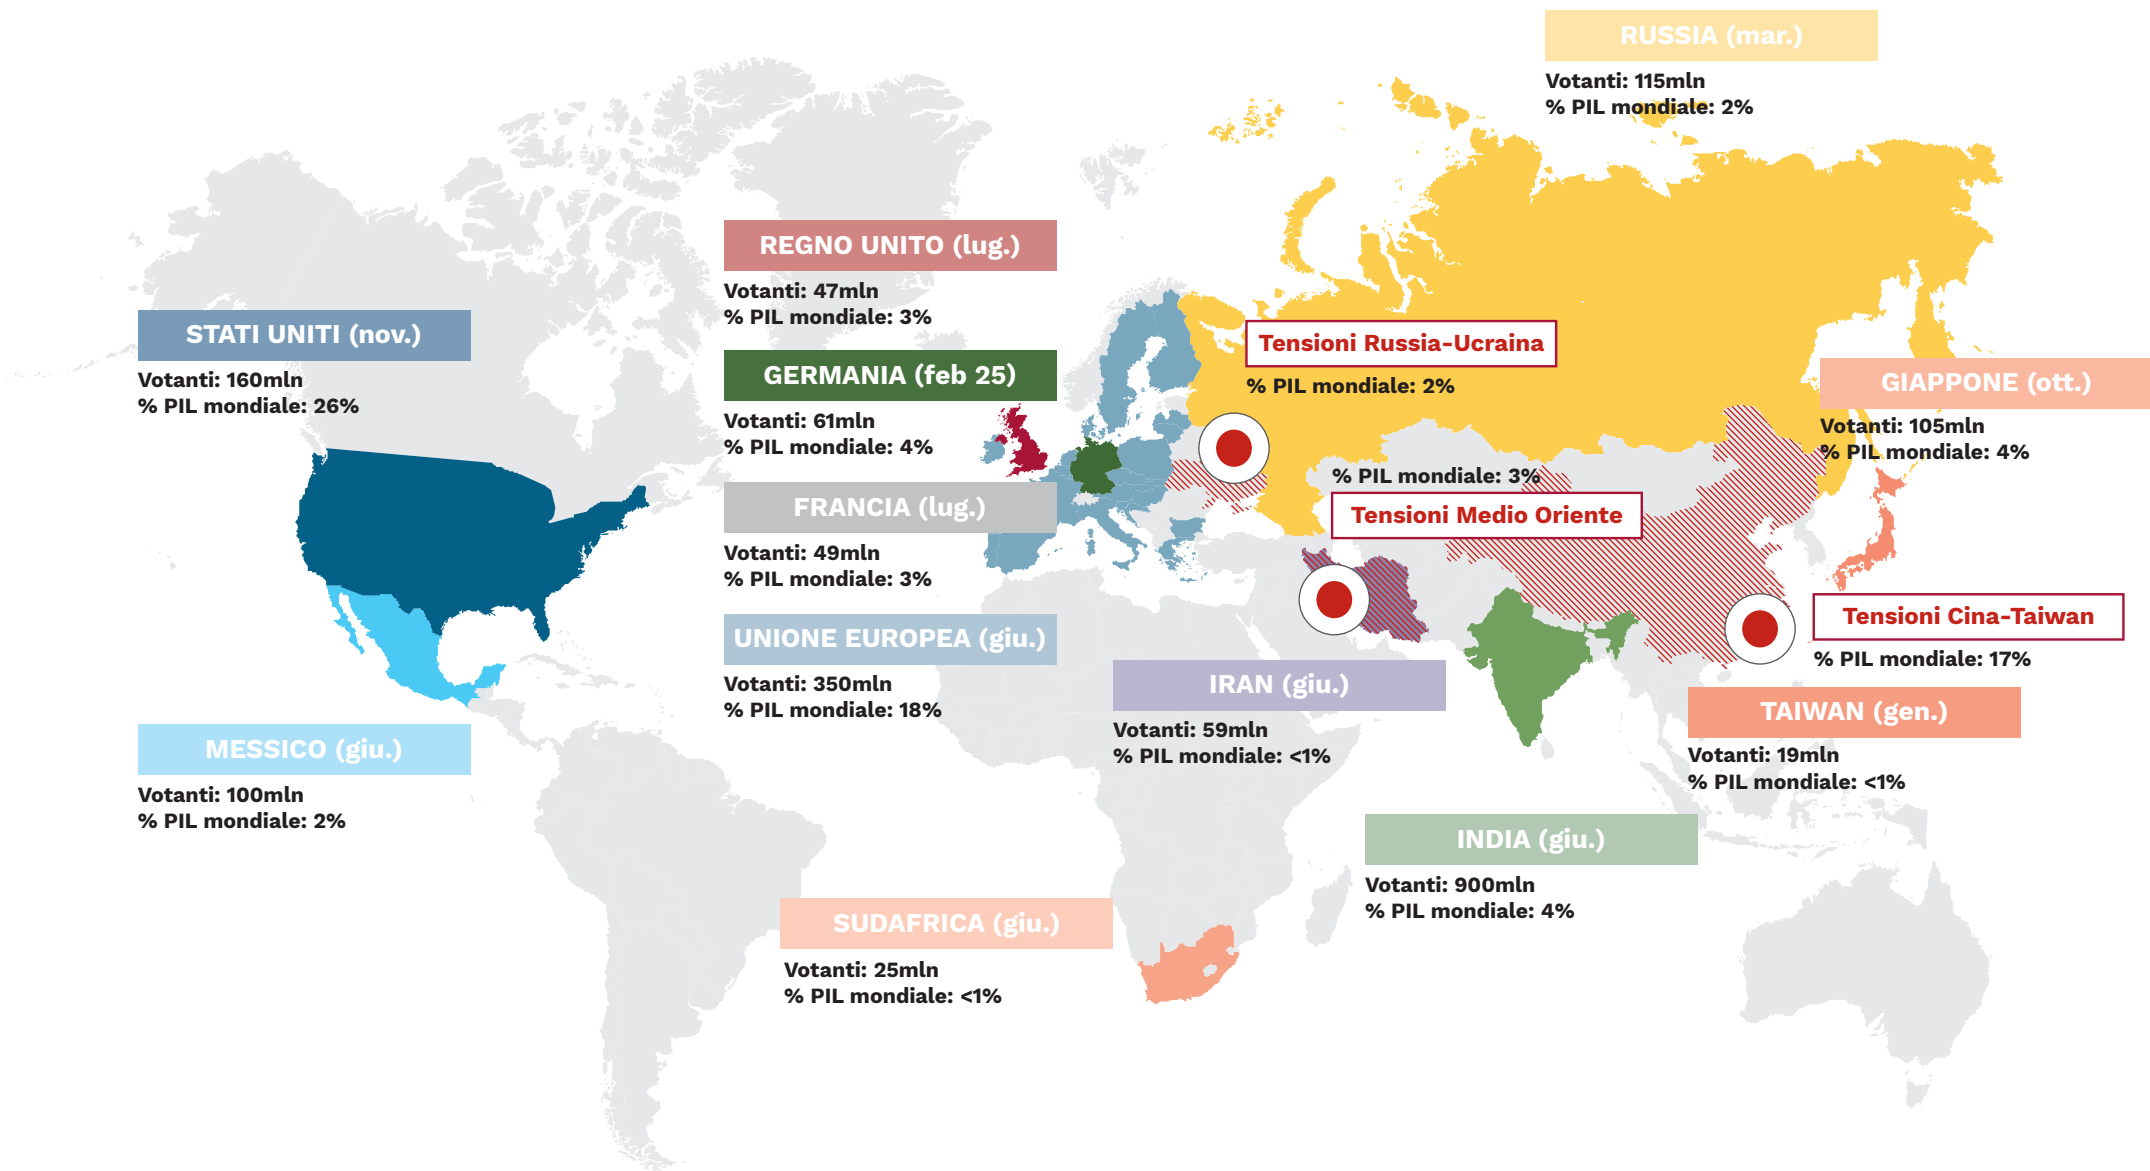 RUSSIA (mar.)
Votanti: 115mln
% PIL mondiale: 2%
REGNO UNITO (lug.)
Votanti: 47mln
% PIL mondiale: 3%
STATI UNITI (nov.)
Votanti: 160mln
% PIL mondiale: 26%
Tensioni Russia-Ucraina
% PIL mondiale: 2%
GERMANIA (feb 25)
Votanti: 61mln
% PIL mondiale: 4%
GIAPPONE (ott.)
Votanti: 105mln
% PIL mondiale: 4%
% PIL mondiale: 3%
Tensioni Medio Oriente
FRANCIA (lug.)
Votanti: 49mln
% PIL mondiale: 3%
Tensioni Cina-Taiwan
% PIL mondiale: 17%
UNIONE EUROPEA (giu.)
Votanti: 350mln
% PIL mondiale: 18%
IRAN (giu.)
Votanti: 59mln
% PIL mondiale: <1%
TAIWAN (gen.)
Votanti: 19mln
% PIL mondiale: <1%
MESSICO (giu.)
Votanti: 100mln
% PIL mondiale: 2%
INDIA (giu.)
Votanti: 900mln
% PIL mondiale: 4%
SUDAFRICA (giu.)
Votanti: 25mln
% PIL mondiale: <1%